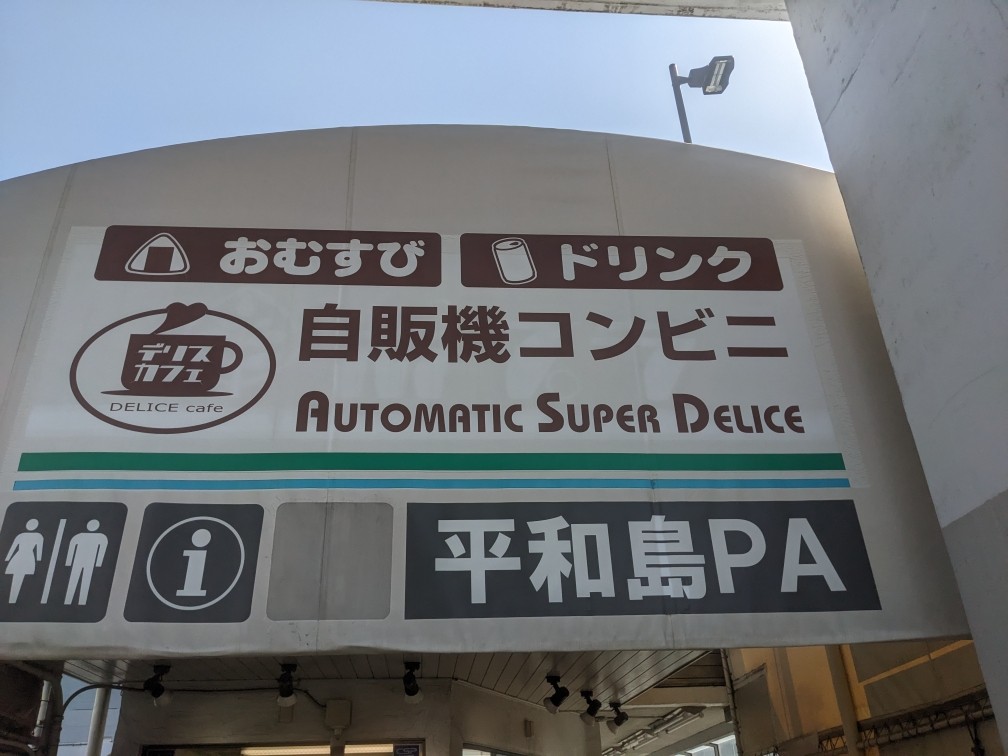 おむすび
ドリンク
デリス
カフェ
DELICE cafe
自販機コンビニ
AUTOMATIC SUPER DELICE
i
平和島PA